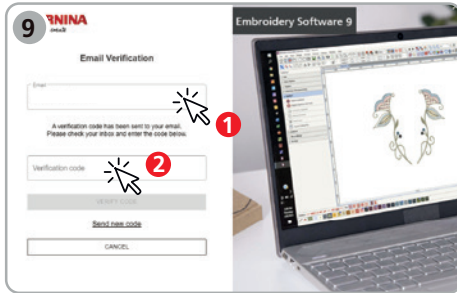 9
RNINA
made
Embroidery Software 9
Email Verification
Email
1
A verification code has been sent to your email.
Please check your inbox and enter the code below.
Verification code
2
VERIFY CODE
Send new code
CANCEL